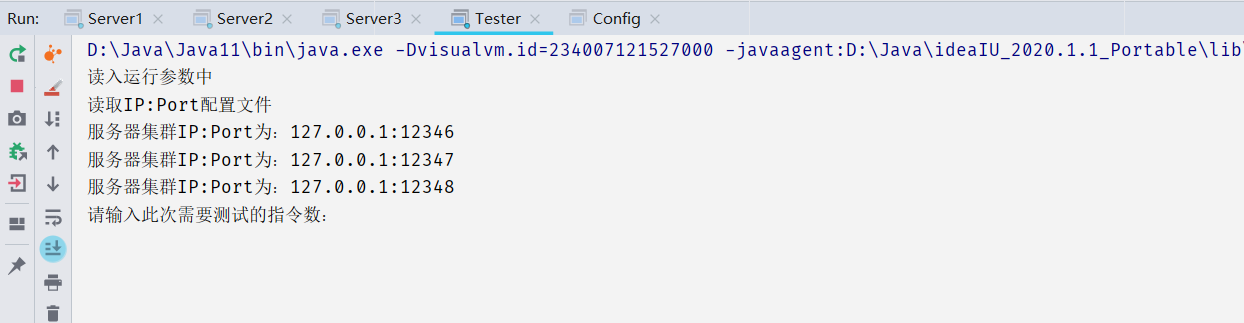 Run: Server1 Server2 Server3 Tester Config
D:\Java\Java11\bin\java.exe -Dvisualvm.id=234007121527000 -javaagent:D:\Java\ideaIU_2020.1.1_Portable\lib
读入运行参数中
读取IP:Port配置文件
服务器集群IP:Port为：127.0.0.1:12346
服务器集群IP:Port为：127.0.0.1:12347
服务器集群IP:Port为：127.0.0.1:12348
请输入此次需要测试的指令数：